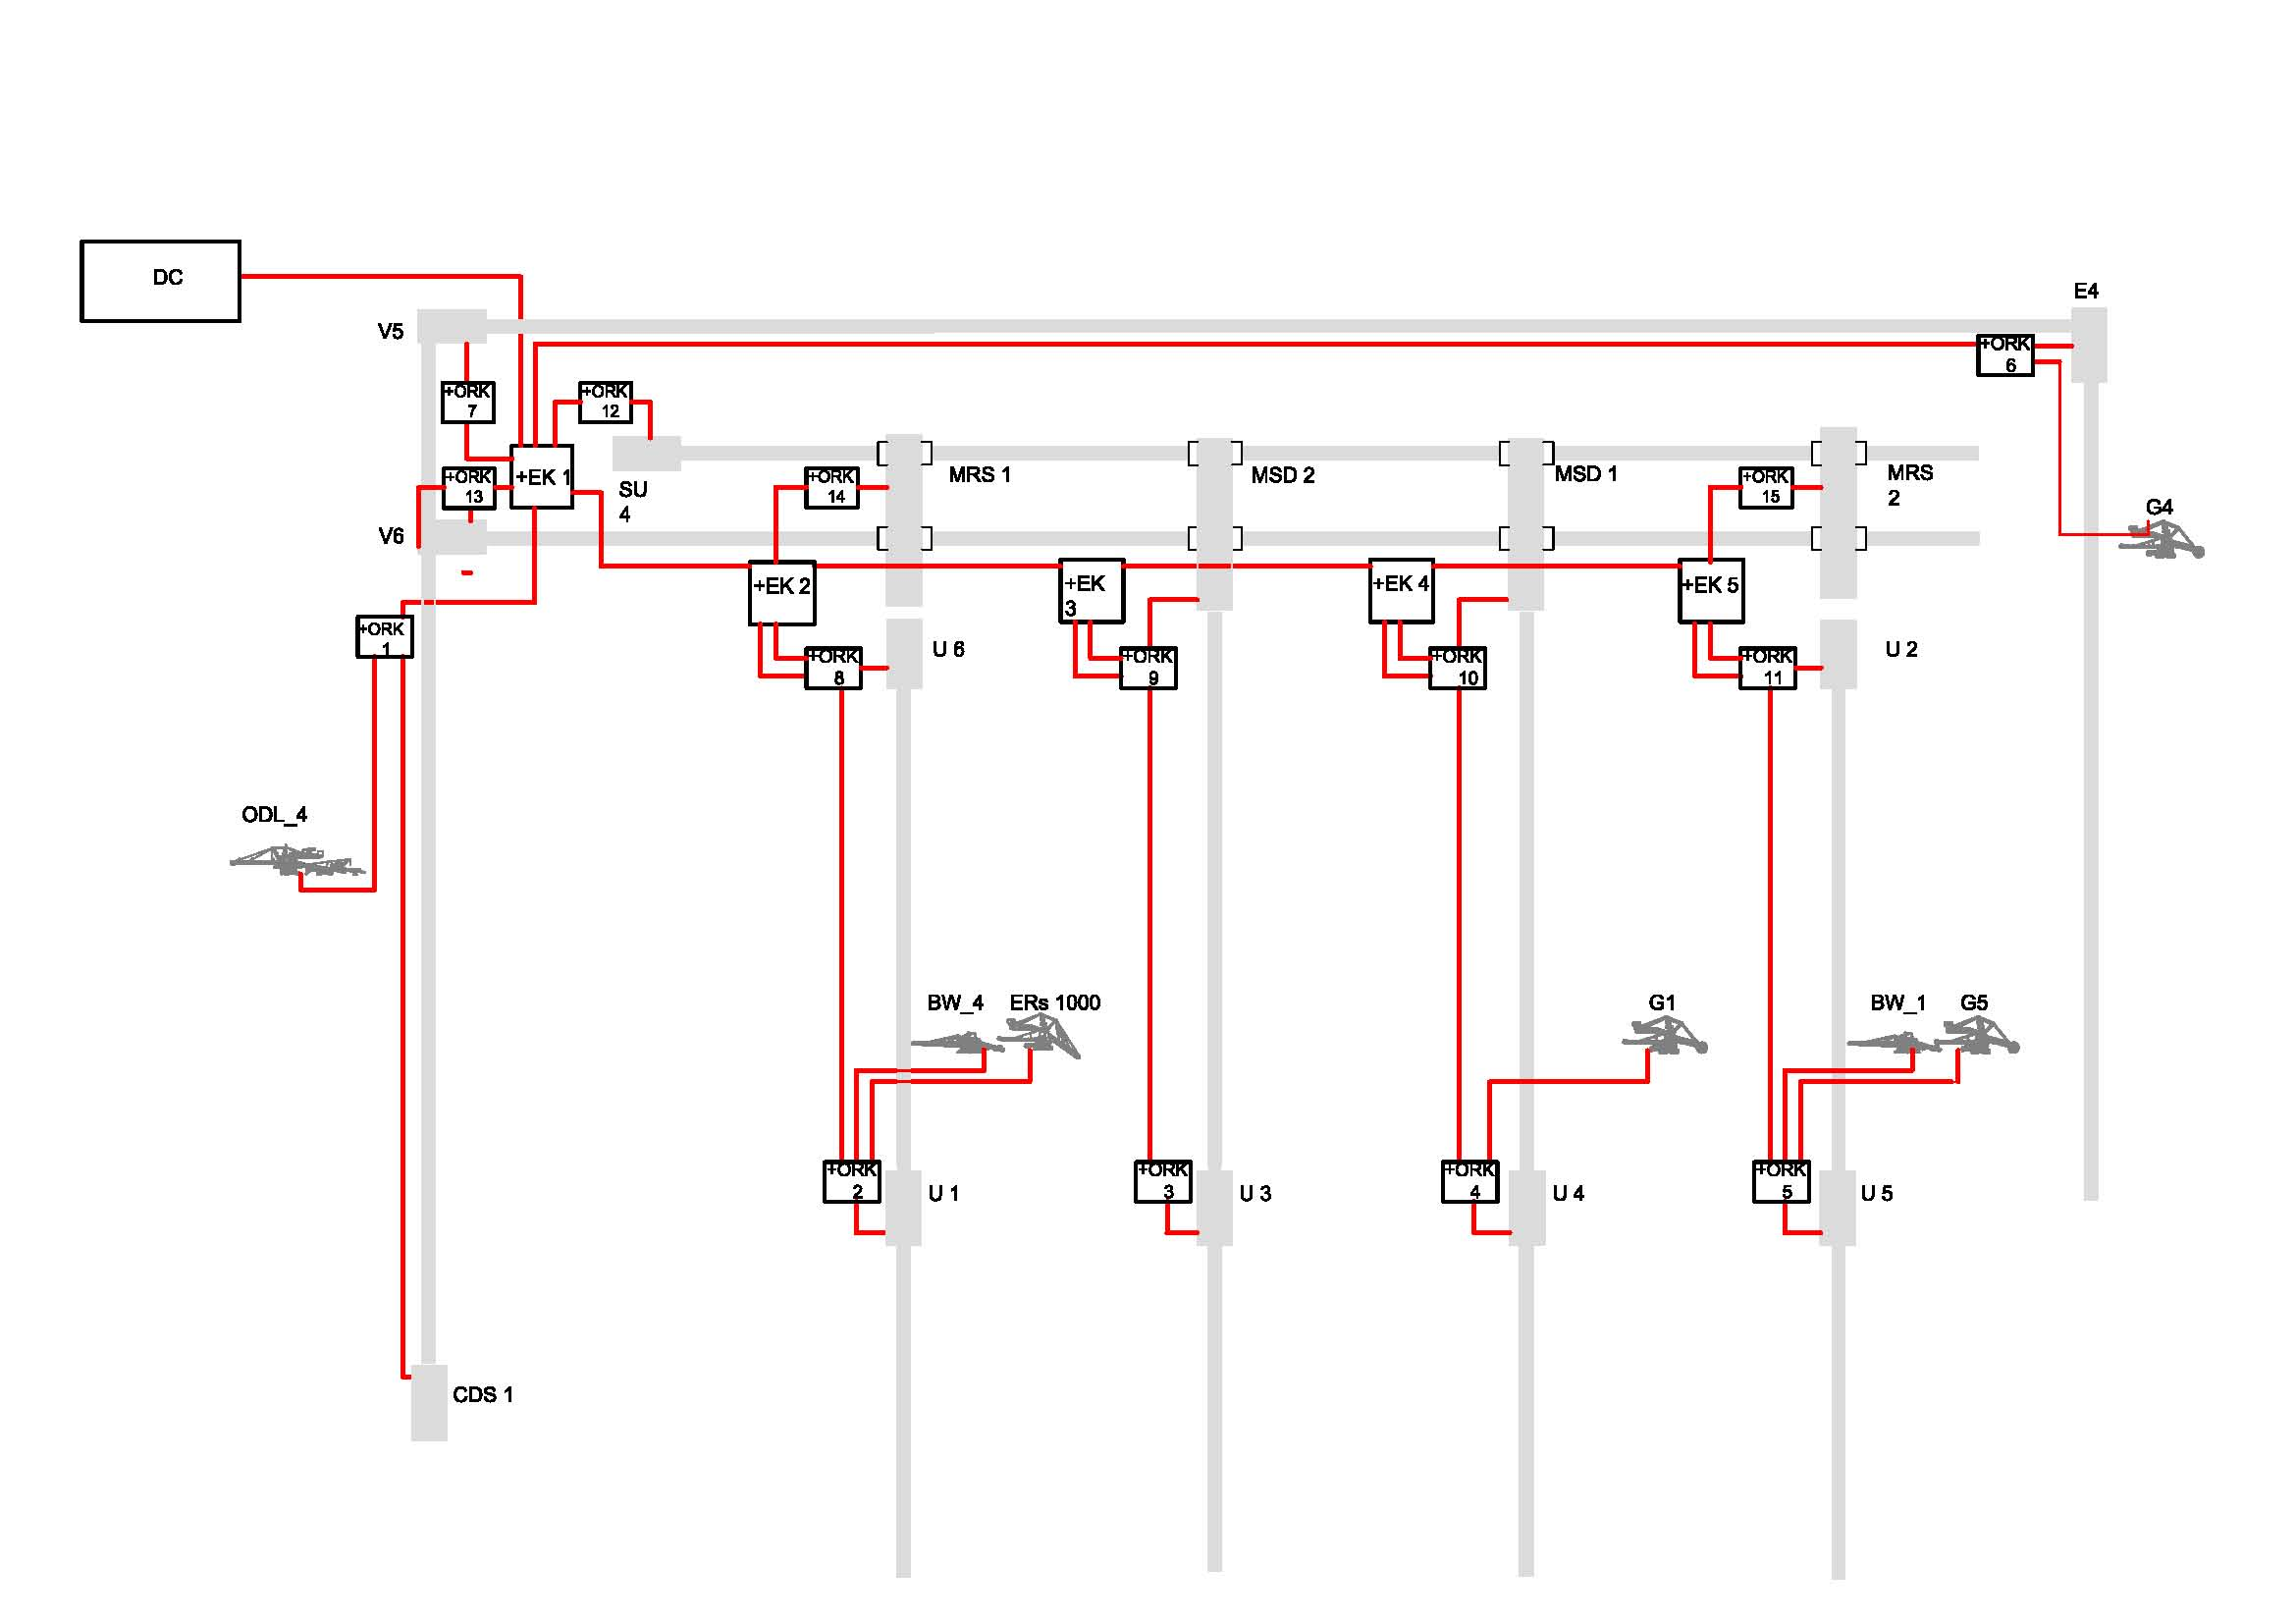 DC
E4
V5
+ORK
6
+ORK
7
+ORK
12
+EK 1
+ORK
13
SU
4
+ORK
14
MRS 1
MSD 2
MSD 1
+ORK
15
MRS
2
G4
V6
+EK 2
+EK
3
+EK 4
+EK 5
+ORK
1
+ORK
8
U 6
+ORK
9
+ORK
10
+ORK
11
U 2
ODL_4
BW_4
ERs 1000
G1
BW_1
G5
+ORK
2
U 1
+ORK
3
U 3
+ORK
4
U 4
+ORK
5
U 5
CDS 1